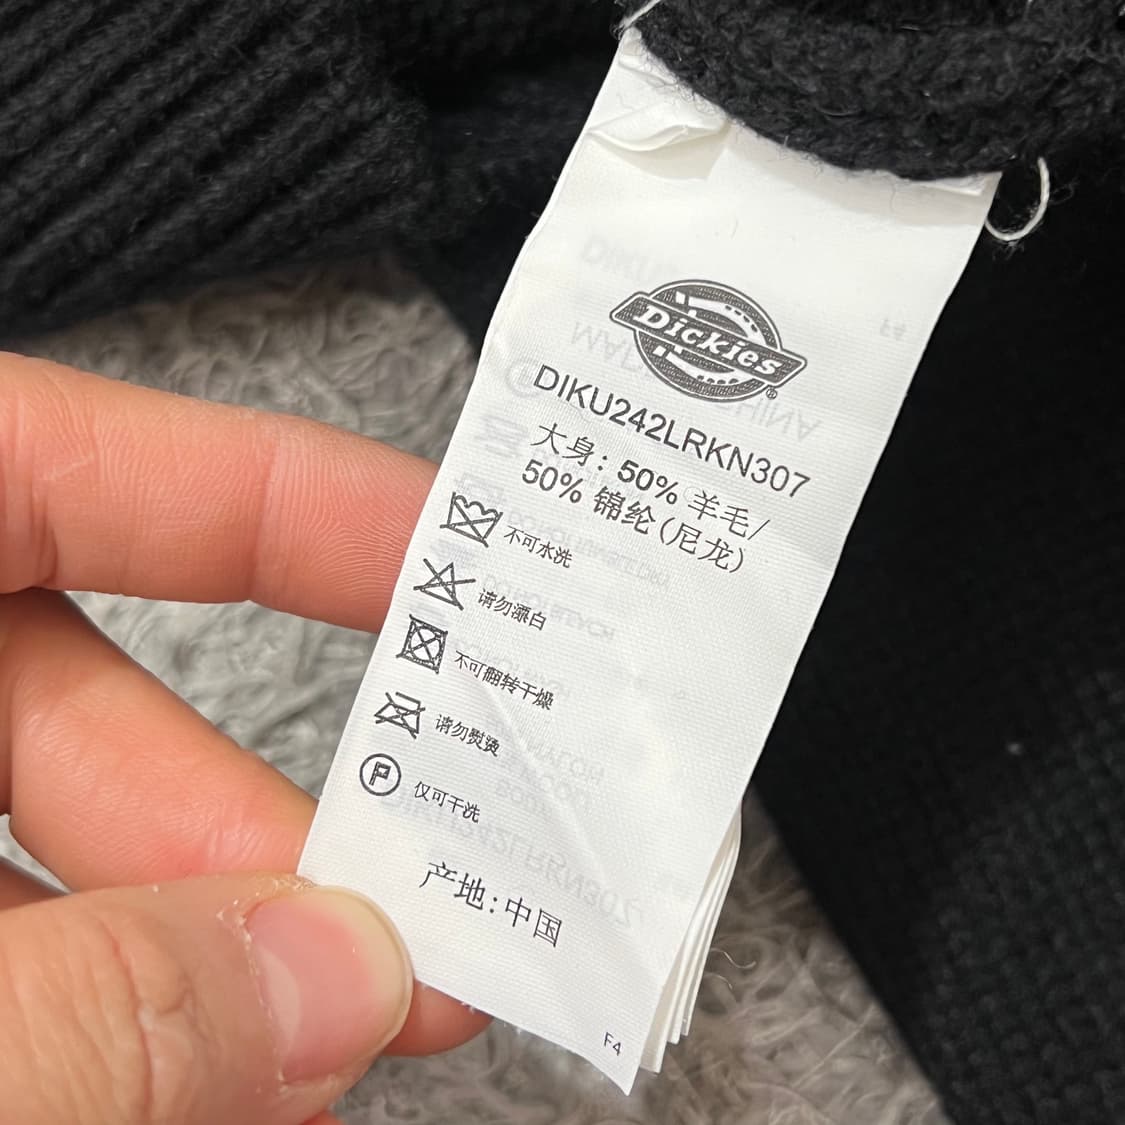 Dickies
DIKU242LRKN307
大身: 50% 羊毛/
50% 锦纶(尼龙)
不可水洗
请勿漂白
不可翻转干燥
请勿熨烫
P
仅可干洗
产地:中国
F4